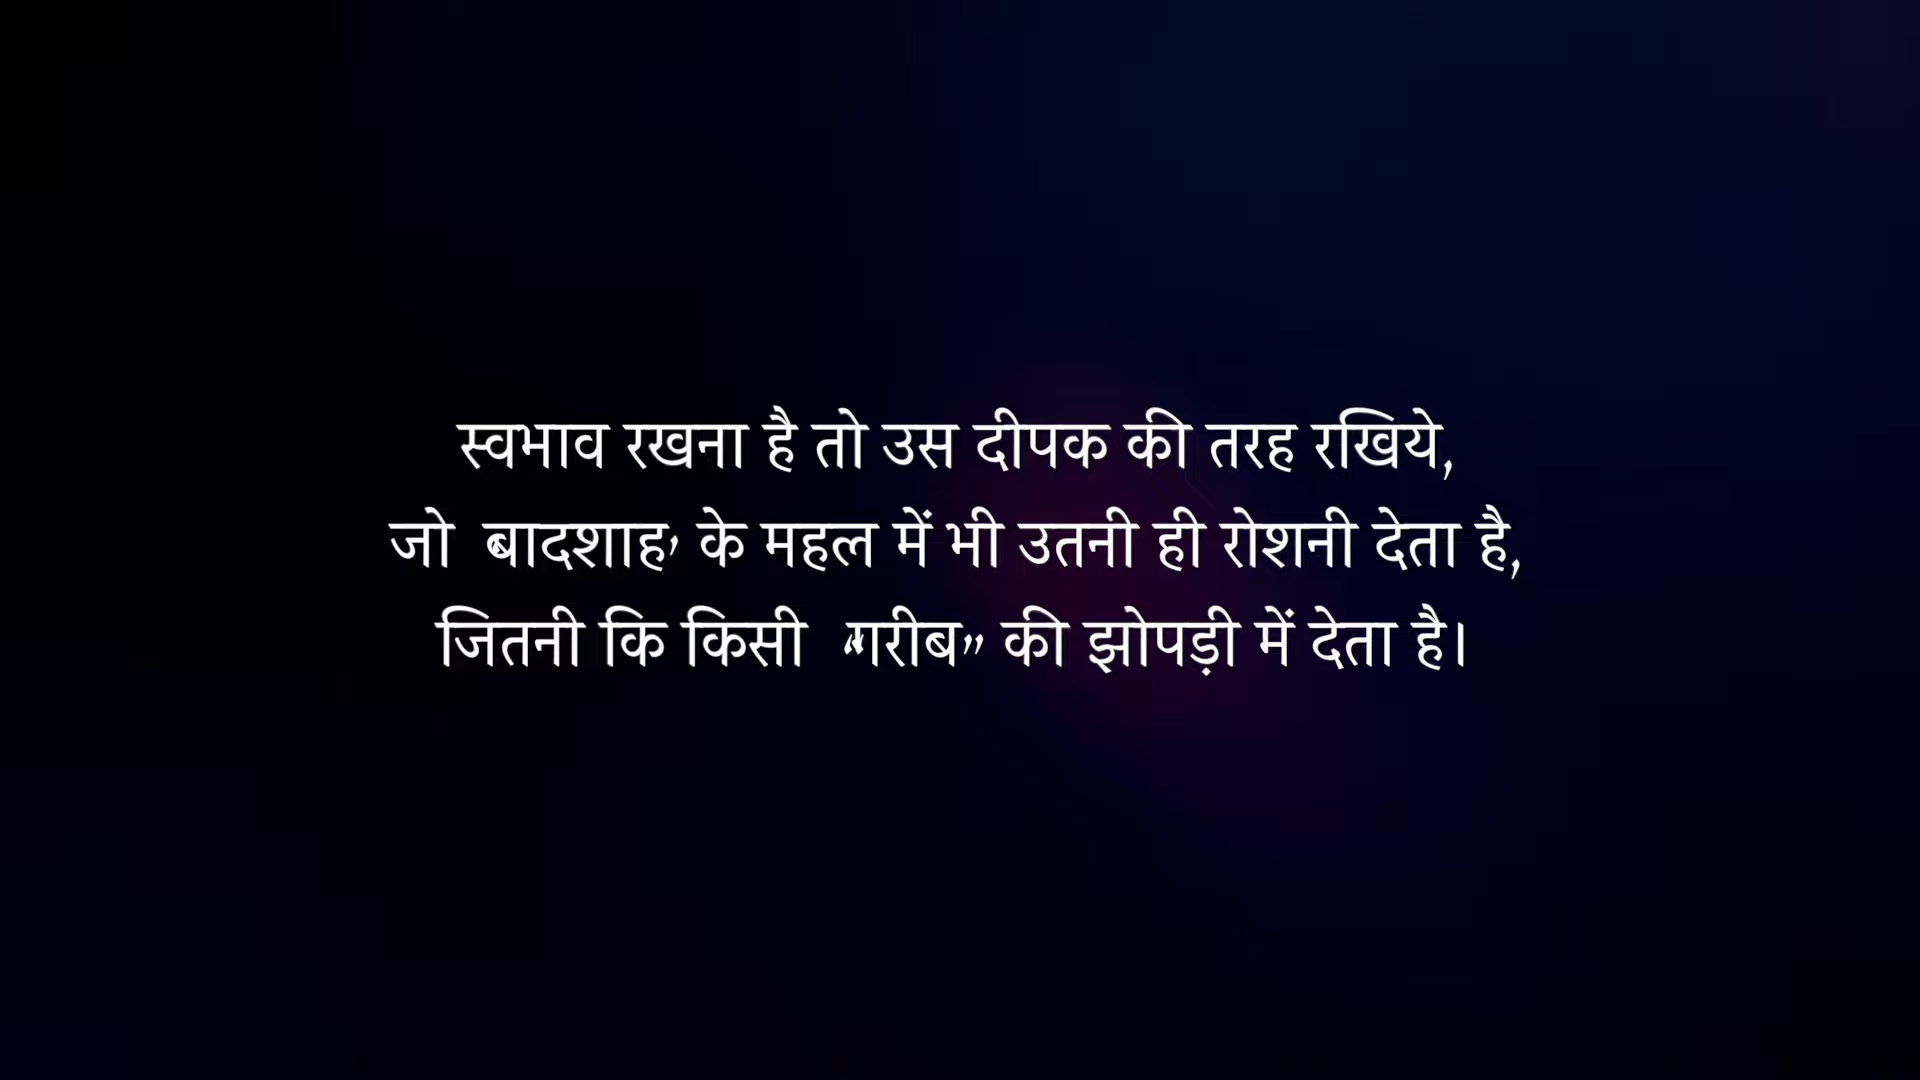 स्वभाव रखना है तो उस दीपक की तरह रखिये,
जो “बादशाह’ के महल में भी उतनी ही रोशनी देता है,
जितनी कि किसी “गरीब” की झोपड़ी में देता है।